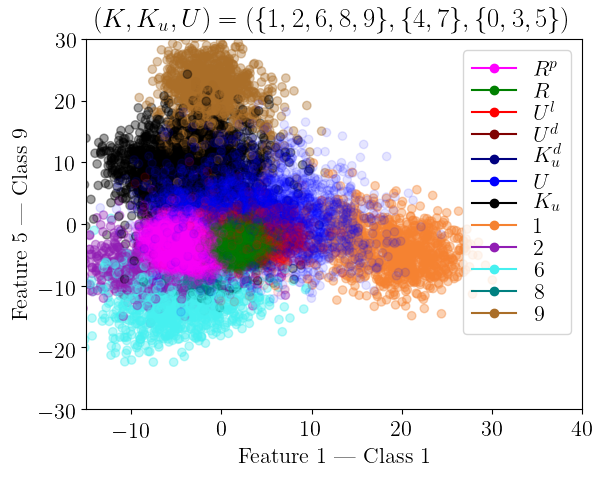 (K, K_u, U) = ({1, 2, 6, 8, 9}, {4, 7}, {0, 3, 5})
30
20
10
0
−10
−20
−30
−10
0
10
20
30
40
Feature 5 — Class 9
Feature 1 — Class 1
R^p
R
U^l
U^d
K_u^d
U
K_u
1
2
6
8
9